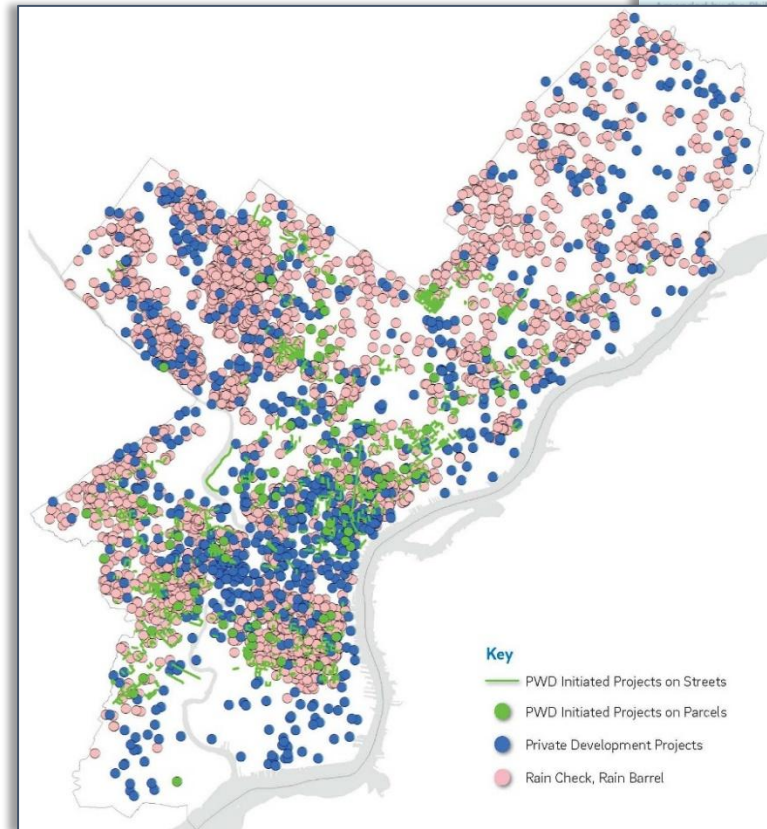 Key
PWD Initiated Projects on Streets
PWD Initiated Projects on Parcels
Private Development Projects
Rain Check, Rain Barrel